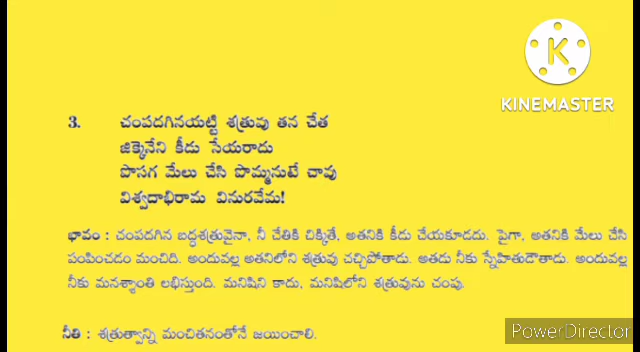 K
KINEMASTER
3. చంపదగినయట్టి శత్రువు తన చేత
జిక్కెనేని కీడు సేయరాదు
పొసగ మేలు చేసి పొమ్మనుటే చావు
విశ్వదాభిరామ వినురవేమ!
భావం : చంపదగిన బద్ధశత్రువైనా, నీ చేతికి చిక్కితే, అతనికి కీడు చేయకూడదు. పైగా, అతనికి మేలు చేసి
పంపించడం మంచిది. అందువల్ల అతనిలోని శత్రువు చచ్చిపోతాడు. అతడు నీకు స్నేహితుడౌతాడు. అందువల్ల
నీకు మనశ్శాంతి లభిస్తుంది. మనిషిని కాదు, మనిషిలోని శత్రువును చంపు.
నీతి : శత్రుత్వాన్ని మంచితనంతోనే జయించాలి.
PowerDirector